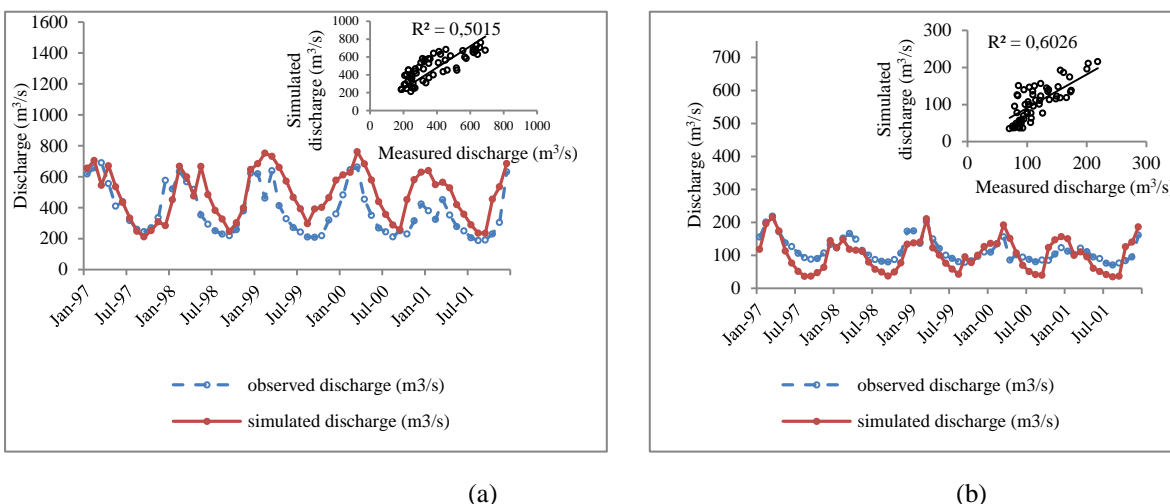 1600
1400
1200
1000
800
600
400
200
0
Discharge (m³/s)
Jan-97
Jul-97
Jan-98
Jul-98
Jan-99
Jul-99
Jan-00
Jul-00
Jan-01
Jul-01
R² = 0,5015
1000
800
600
400
200
0
Simulated
discharge (m³/s)
0 200 400 600 800 1000
Measured discharge (m³/s)
observed discharge (m3/s)
simulated discharge (m3/s)
(a)
700
600
500
400
300
200
100
0
Discharge (m³/s)
Jan-97
Jul-97
Jan-98
Jul-98
Jan-99
Jul-99
Jan-00
Jul-00
Jan-01
Jul-01
R² = 0,6026
300
200
100
0
Simulated
discharge (m³/s)
0 100 200 300
Measured discharge (m³/s)
observed discharge (m3/s)
simulated discharge (m3/s)
(b)